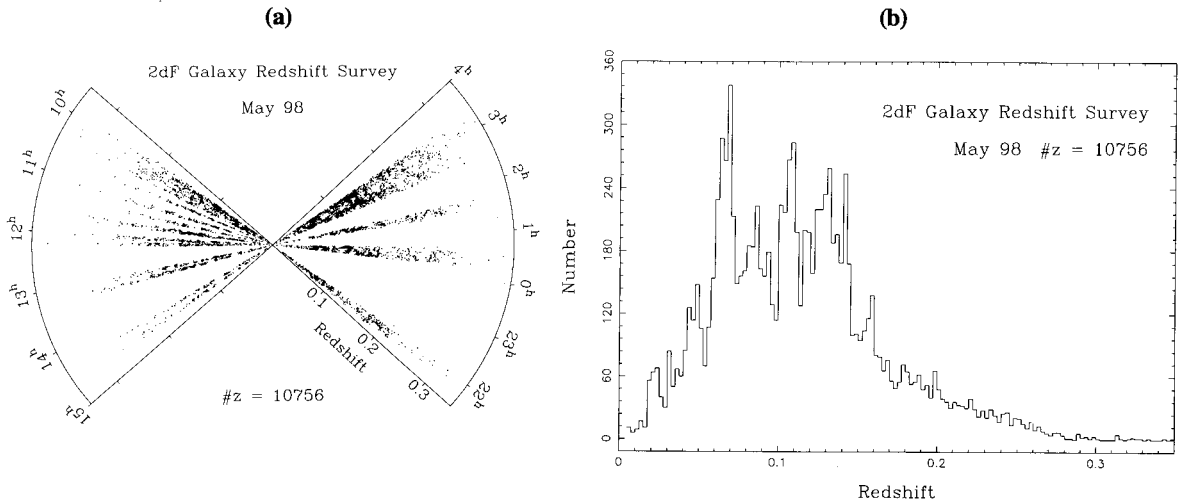 (a)
2dF Galaxy Redshift Survey
May 98
10h
11h
12h
13h
14h
15h
4h
3h
2h
1h
0h
23h
22h
0.1
0.2
0.3
Redshift
#z = 10756
(b)
2dF Galaxy Redshift Survey
May 98 #z = 10756
360
300
240
180
120
60
0
Number
0
0.1
0.2
0.3
Redshift